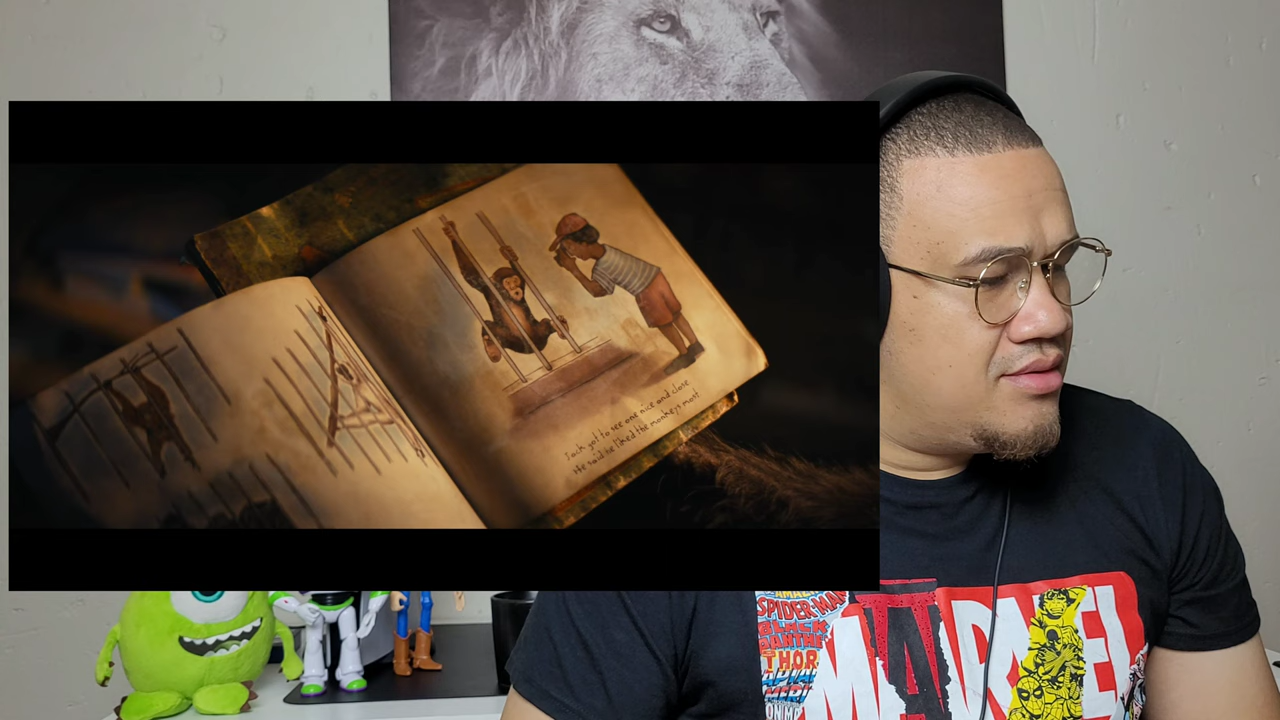 Jack got to see one nice and close
He said he liked the monkeys most
SPIDER-MAN
BLACK
PANTHER
THOR
MARVEL